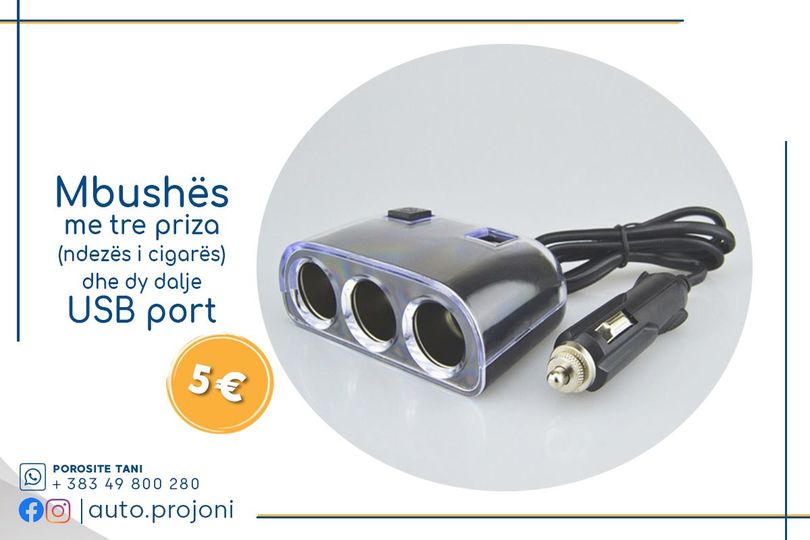 Mbushës
me tre priza
(ndezës i cigarës)
dhe dy dalje
USB port
5€
POROSITE TANI
+ 383 49 800 280
|auto.projoni